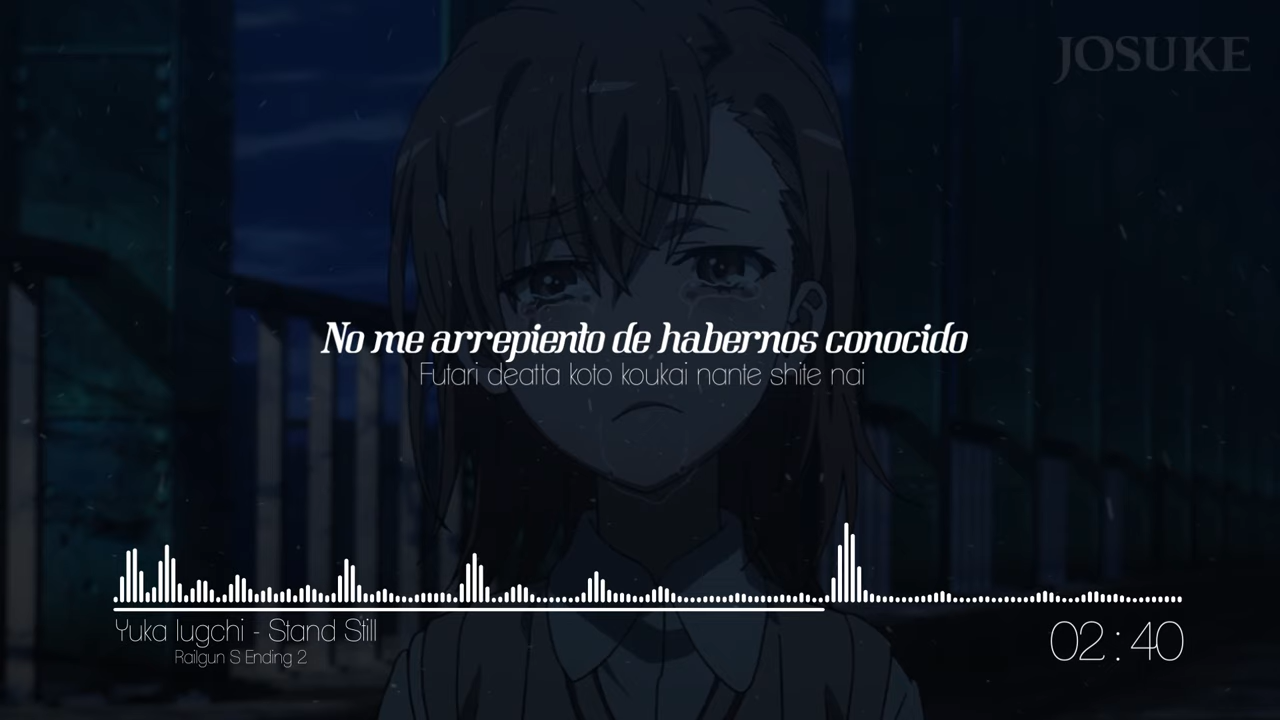 JOSUKE
No me arrepiento de habernos conocido
Futari deatta koto koukai nante shite nai
Yuka Iugchi - Stand Still
Railgun S Ending 2
02:40